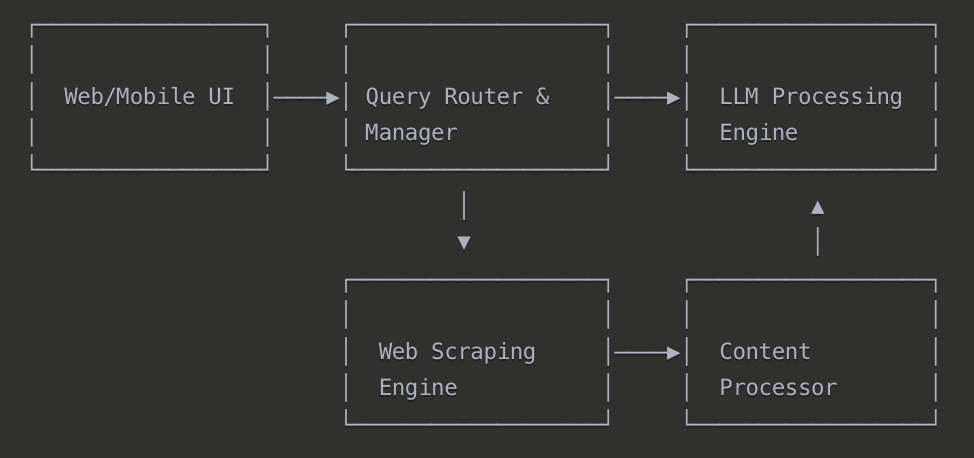 Web/Mobile UI
Query Router &
Manager
LLM Processing
Engine
Web Scraping
Engine
Content
Processor